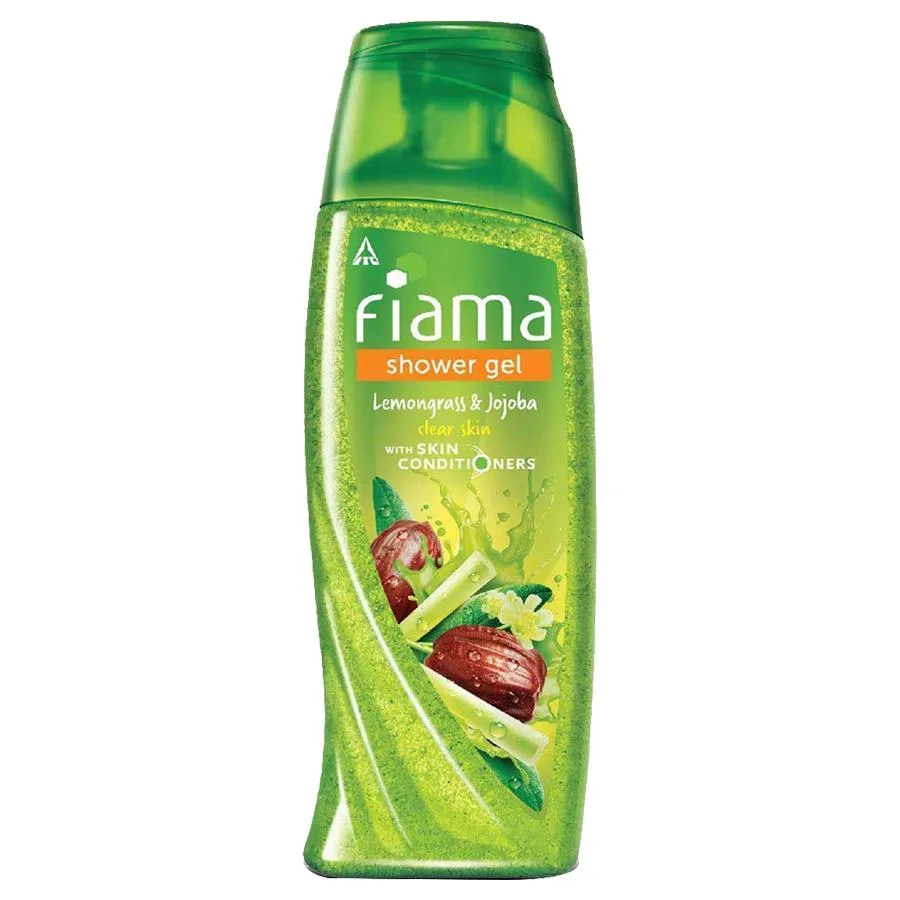 ITC
fiama
shower gel
Lemongrass & Jojoba
clear skin
WITH SKIN
CONDITIONERS